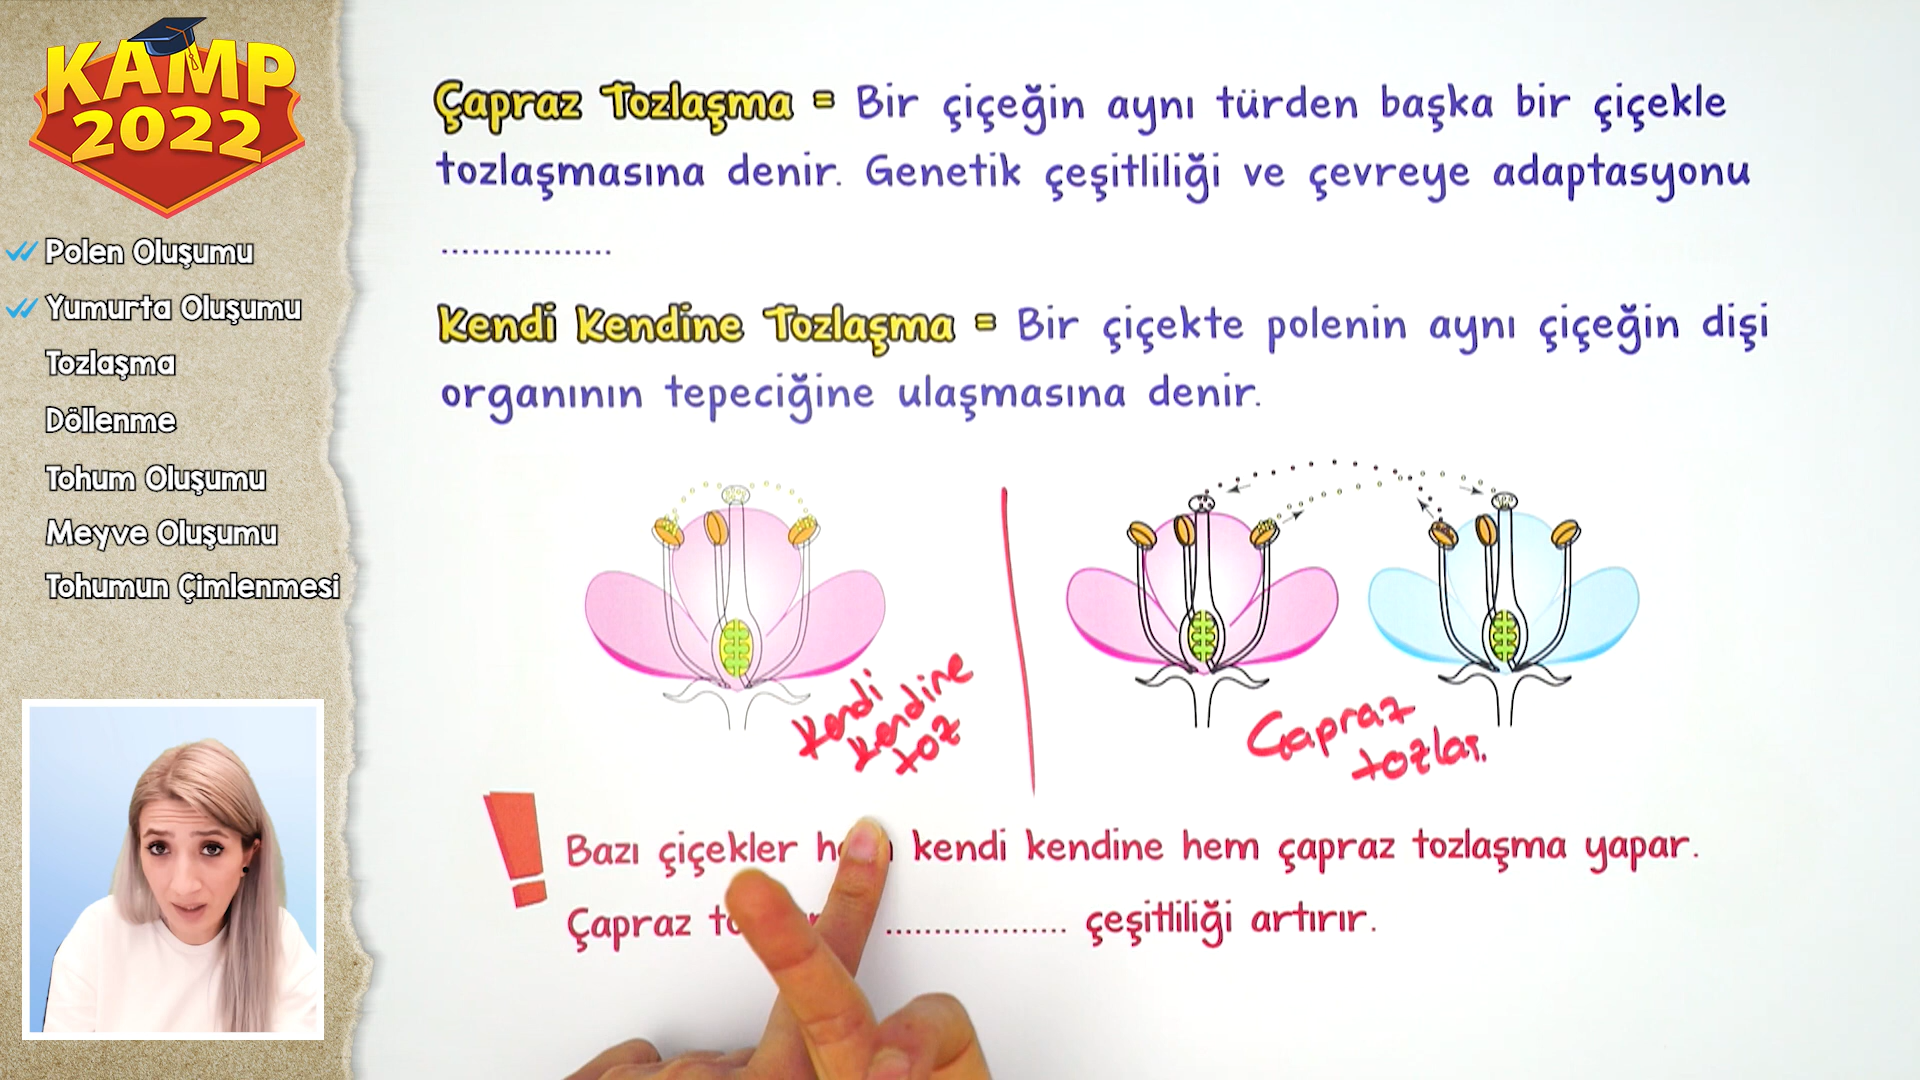 KAMP
2022
Polen Oluşumu
Yumurta Oluşumu
Tozlaşma
Döllenme
Tohum Oluşumu
Meyve Oluşumu
Tohumun Çimlenmesi
Çapraz Tozlaşma = Bir çiçeğin aynı türden başka bir çiçekle
tozlaşmasına denir. Genetik çeşitliliği ve çevreye adaptasyonu
.................
Kendi Kendine Tozlaşma = Bir çiçekte polenin aynı çiçeğin dişi
organının tepeciğine ulaşmasına denir.
Kendi
kendine
toz
Çapraz
tozlaş.
! Bazı çiçekler kendi kendine hem çapraz tozlaşma yapar.
Çapraz ................... çeşitliliği artırır.